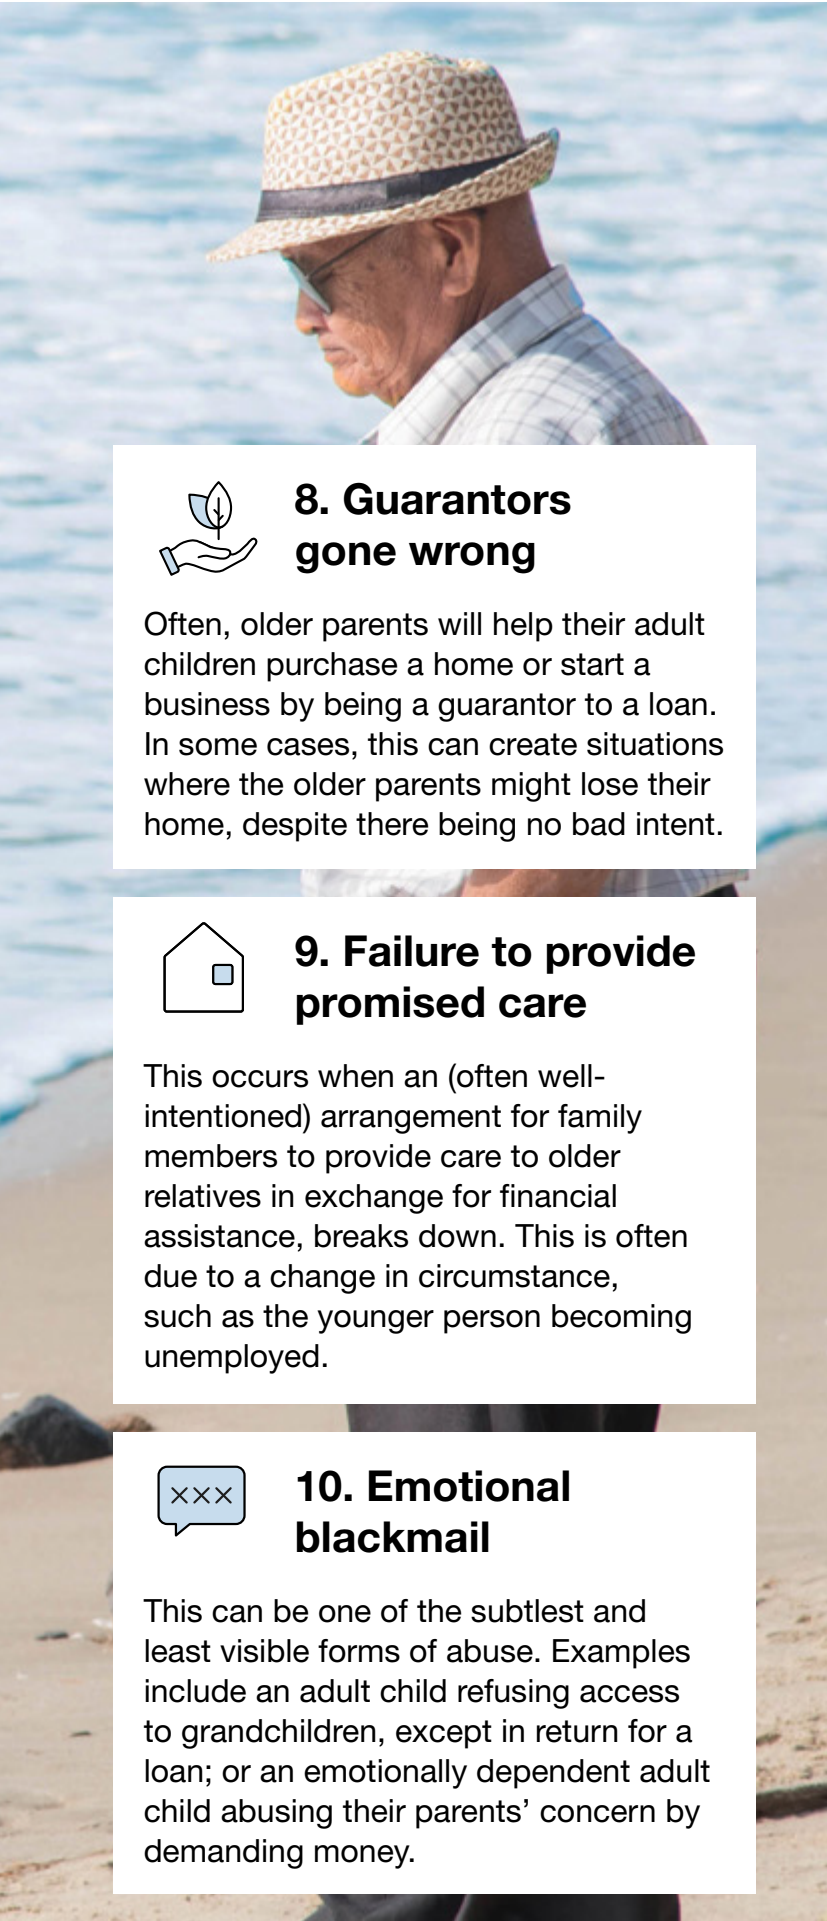 8. Guarantors
gone wrong
Often, older parents will help their adult
children purchase a home or start a
business by being a guarantor to a loan.
In some cases, this can create situations
where the older parents might lose their
home, despite there being no bad intent.
9. Failure to provide
promised care
This occurs when an (often well-
intentioned) arrangement for family
members to provide care to older
relatives in exchange for financial
assistance, breaks down. This is often
due to a change in circumstance,
such as the younger person becoming
unemployed.
×××
10. Emotional
blackmail
This can be one of the subtlest and
least visible forms of abuse. Examples
include an adult child refusing access
to grandchildren, except in return for a
loan; or an emotionally dependent adult
child abusing their parents’ concern by
demanding money.